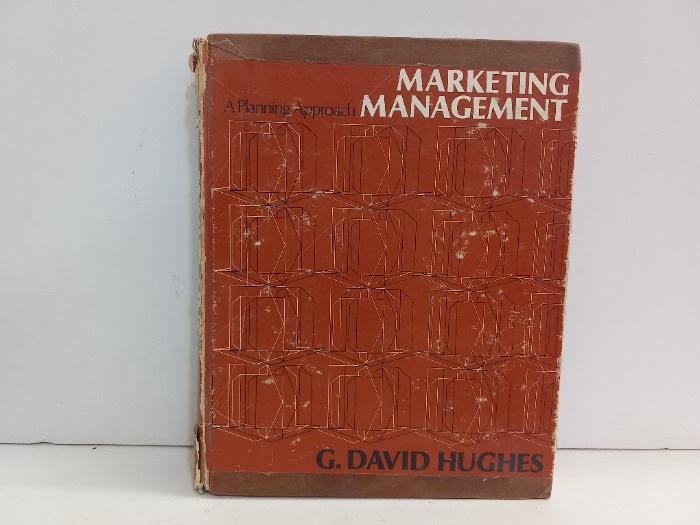 MARKETING
A Planning Approach MANAGEMENT
G. DAVID HUGHES